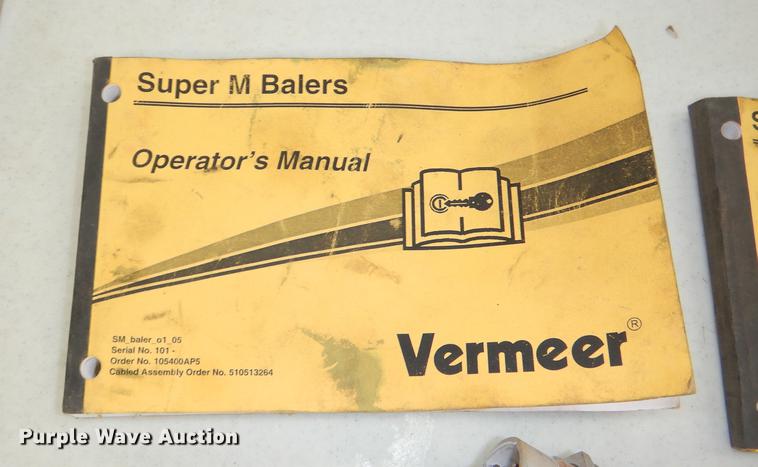 Super M Balers
Operator's Manual
SM_baler_o1_05
Serial No. 101 -
Order No. 105400AP5
Cabled Assembly Order No. 510513264
Vermeer®
Purple Wave Auction